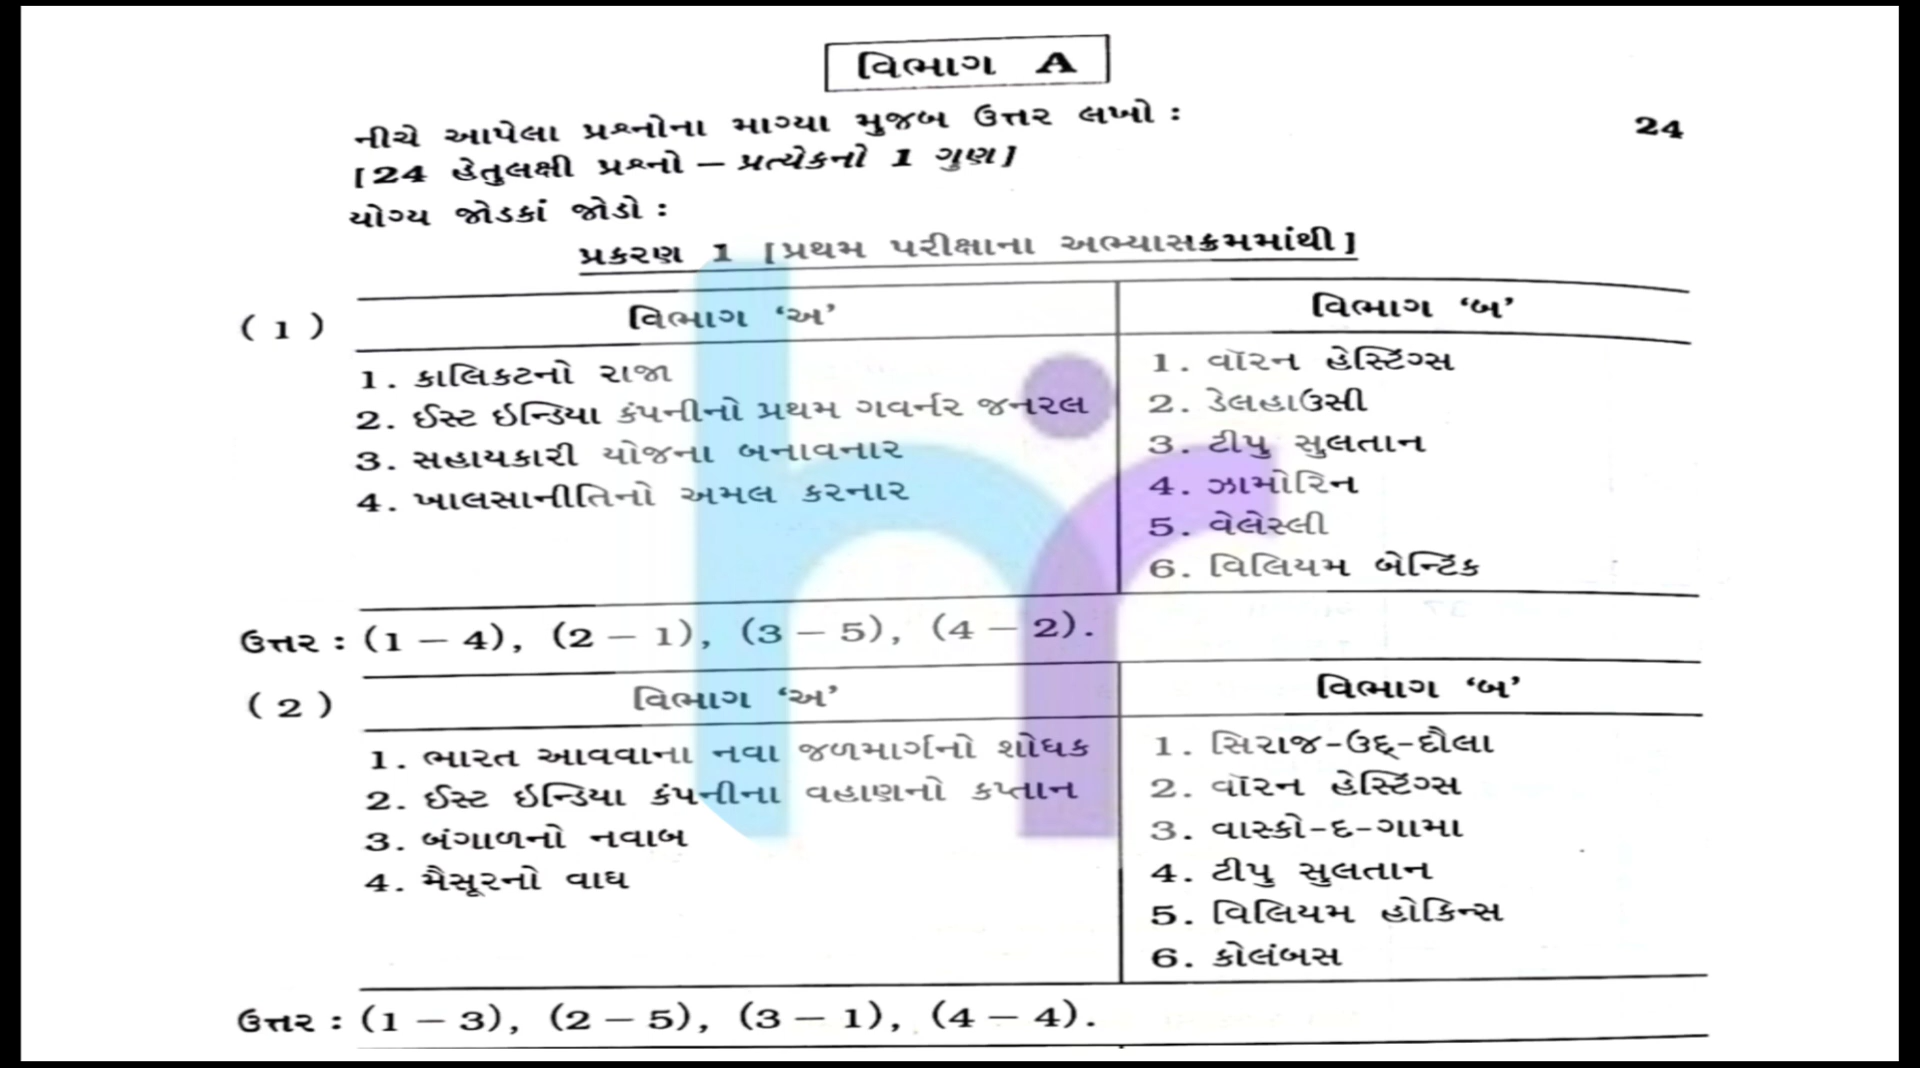 વિભાગ A
નીચે આપેલા પ્રશ્નોના માગ્યા મુજબ ઉત્તર લખો : 24
[24 હેતુલક્ષી પ્રશ્નો – પ્રત્યેકનો 1 ગુણ]
યોગ્ય જોડકાં જોડો :
પ્રકરણ 1 [પ્રથમ પરીક્ષાના અભ્યાસક્રમમાંથી]
(1) વિભાગ ‘અ’ વિભાગ ‘બ’
1. કાલિકટનો રાજા
2. ઈસ્ટ ઇન્ડિયા કંપનીનો પ્રથમ ગવર્નર જનરલ
3. સહાયકારી યોજના બનાવનાર
4. ખાલસાનીતિનો અમલ કરનાર
1. વૉરન હેસ્ટિંગ્સ
2. ડેલહાઉસી
3. ટીપુ સુલતાન
4. ઝામોરિન
5. વેલેસ્લી
6. વિલિયમ બેન્ટિંક
ઉત્તર : (1 – 4), (2 – 1), (3 – 5), (4 – 2).
(2) વિભાગ ‘અ’ વિભાગ ‘બ’
1. ભારત આવવાના નવા જળમાર્ગનો શોધક
2. ઈસ્ટ ઇન્ડિયા કંપનીના વહાણનો કપ્તાન
3. બંગાળનો નવાબ
4. મૈસૂરનો વાઘ
1. સિરાજ-ઉદ્-દૌલા
2. વૉરન હેસ્ટિંગ્સ
3. વાસ્કો-દ-ગામા
4. ટીપુ સુલતાન
5. વિલિયમ હોકિન્સ
6. કોલંબસ
ઉત્તર : (1 – 3), (2 – 5), (3 – 1), (4 – 4).